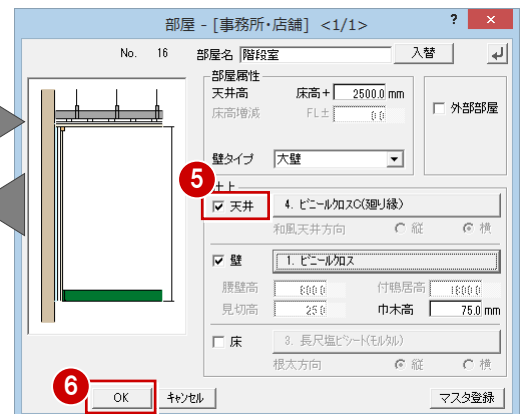 部屋 - [事務所・店舗] <1/1> ? x
No. 16 部屋名 階段室 入替
部屋属性
天井高 床高+ 2500.0 mm
床高増減 FL± 0.0
外部部屋
壁タイプ 大壁
5
仕上
天井 4. ビニールクロスC(廻り縁)
和風天井方向 縦 横
壁 1. ビニールクロス
腰壁高 付鴨居高 1800.0
見切高 25.0 巾木高 75.0 mm
床 3. 長尺塩ビシート(モルタル)
根太方向 縦 横
6
OK キャンセル マスタ登録